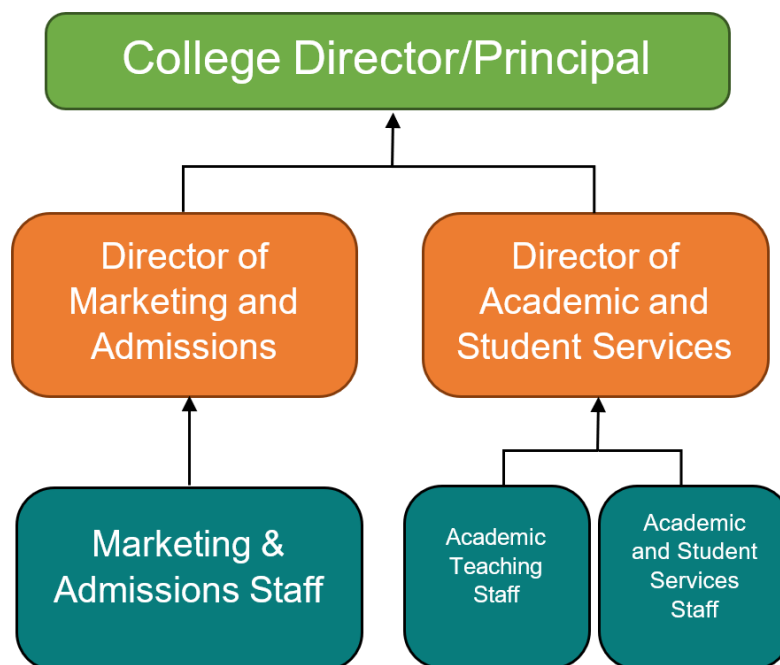 College Director/Principal
Director of
Marketing and
Admissions
Director of
Academic and
Student Services
Marketing &
Admissions Staff
Academic
Teaching
Staff
Academic
and Student
Services
Staff